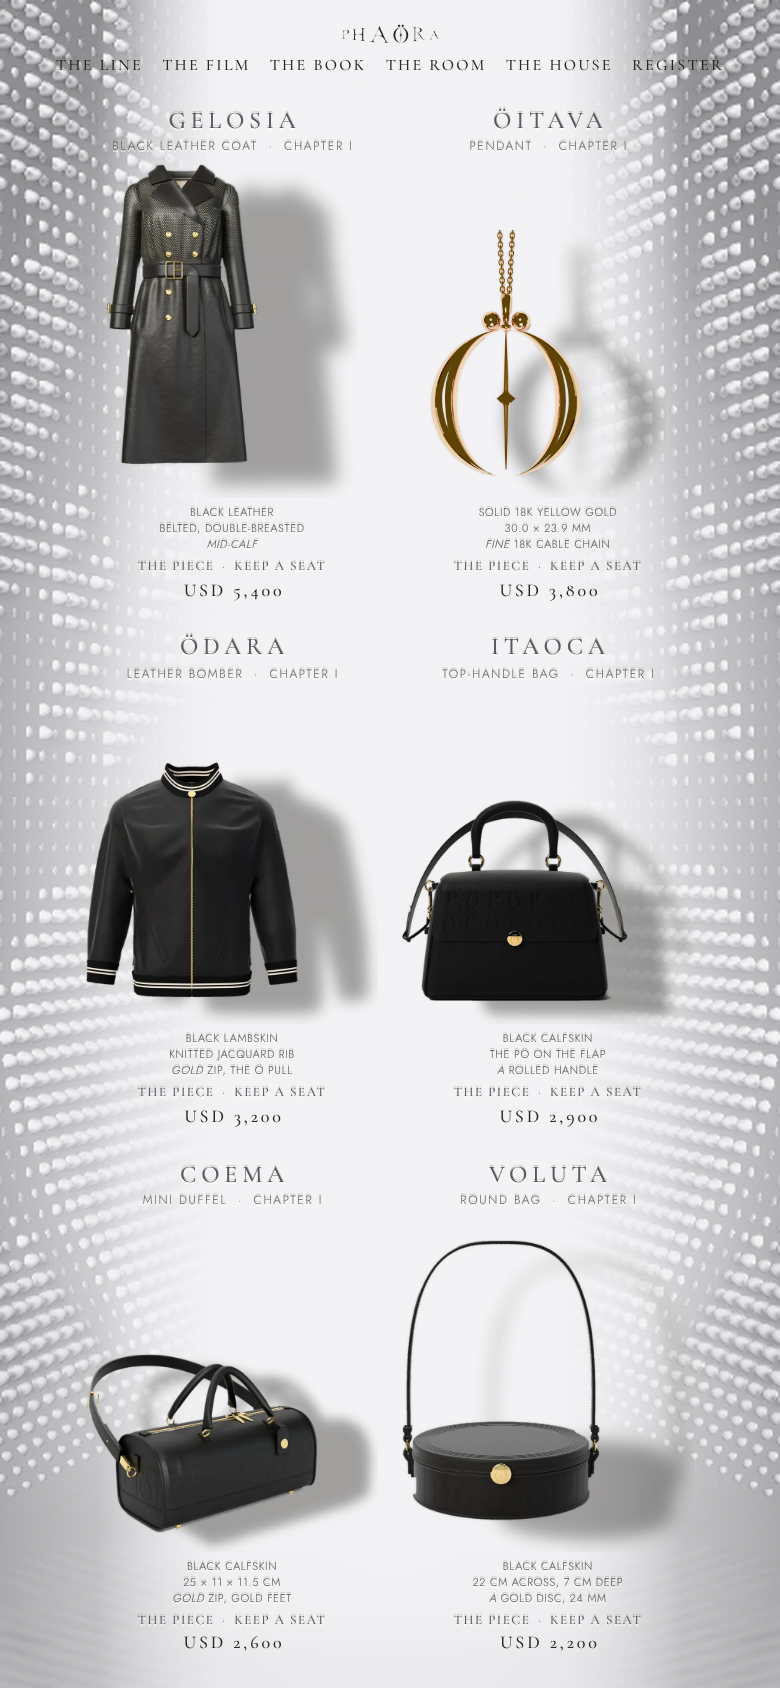 PHAÖRA
THE LINE THE FILM THE BOOK THE ROOM THE HOUSE REGISTER
GELOSIA
BLACK LEATHER COAT · CHAPTER I
ÖITAVA
PENDANT · CHAPTER I
BLACK LEATHER
BELTED, DOUBLE-BREASTED
MID-CALF
THE PIECE · KEEP A SEAT
USD 5,400
SOLID 18K YELLOW GOLD
30.0 × 23.9 MM
FINE 18K CABLE CHAIN
THE PIECE · KEEP A SEAT
USD 3,800
ÖDARA
LEATHER BOMBER · CHAPTER I
ITAOCA
TOP-HANDLE BAG · CHAPTER I
BLACK LAMBSKIN
KNITTED JACQUARD RIB
GOLD ZIP, THE Ö PULL
THE PIECE · KEEP A SEAT
USD 3,200
BLACK CALFSKIN
THE PÖ ON THE FLAP
A ROLLED HANDLE
THE PIECE · KEEP A SEAT
USD 2,900
COEMA
MINI DUFFEL · CHAPTER I
VOLUTA
ROUND BAG · CHAPTER I
BLACK CALFSKIN
25 × 11 × 11.5 CM
GOLD ZIP, GOLD FEET
THE PIECE · KEEP A SEAT
USD 2,600
BLACK CALFSKIN
22 CM ACROSS, 7 CM DEEP
A GOLD DISC, 24 MM
THE PIECE · KEEP A SEAT
USD 2,200